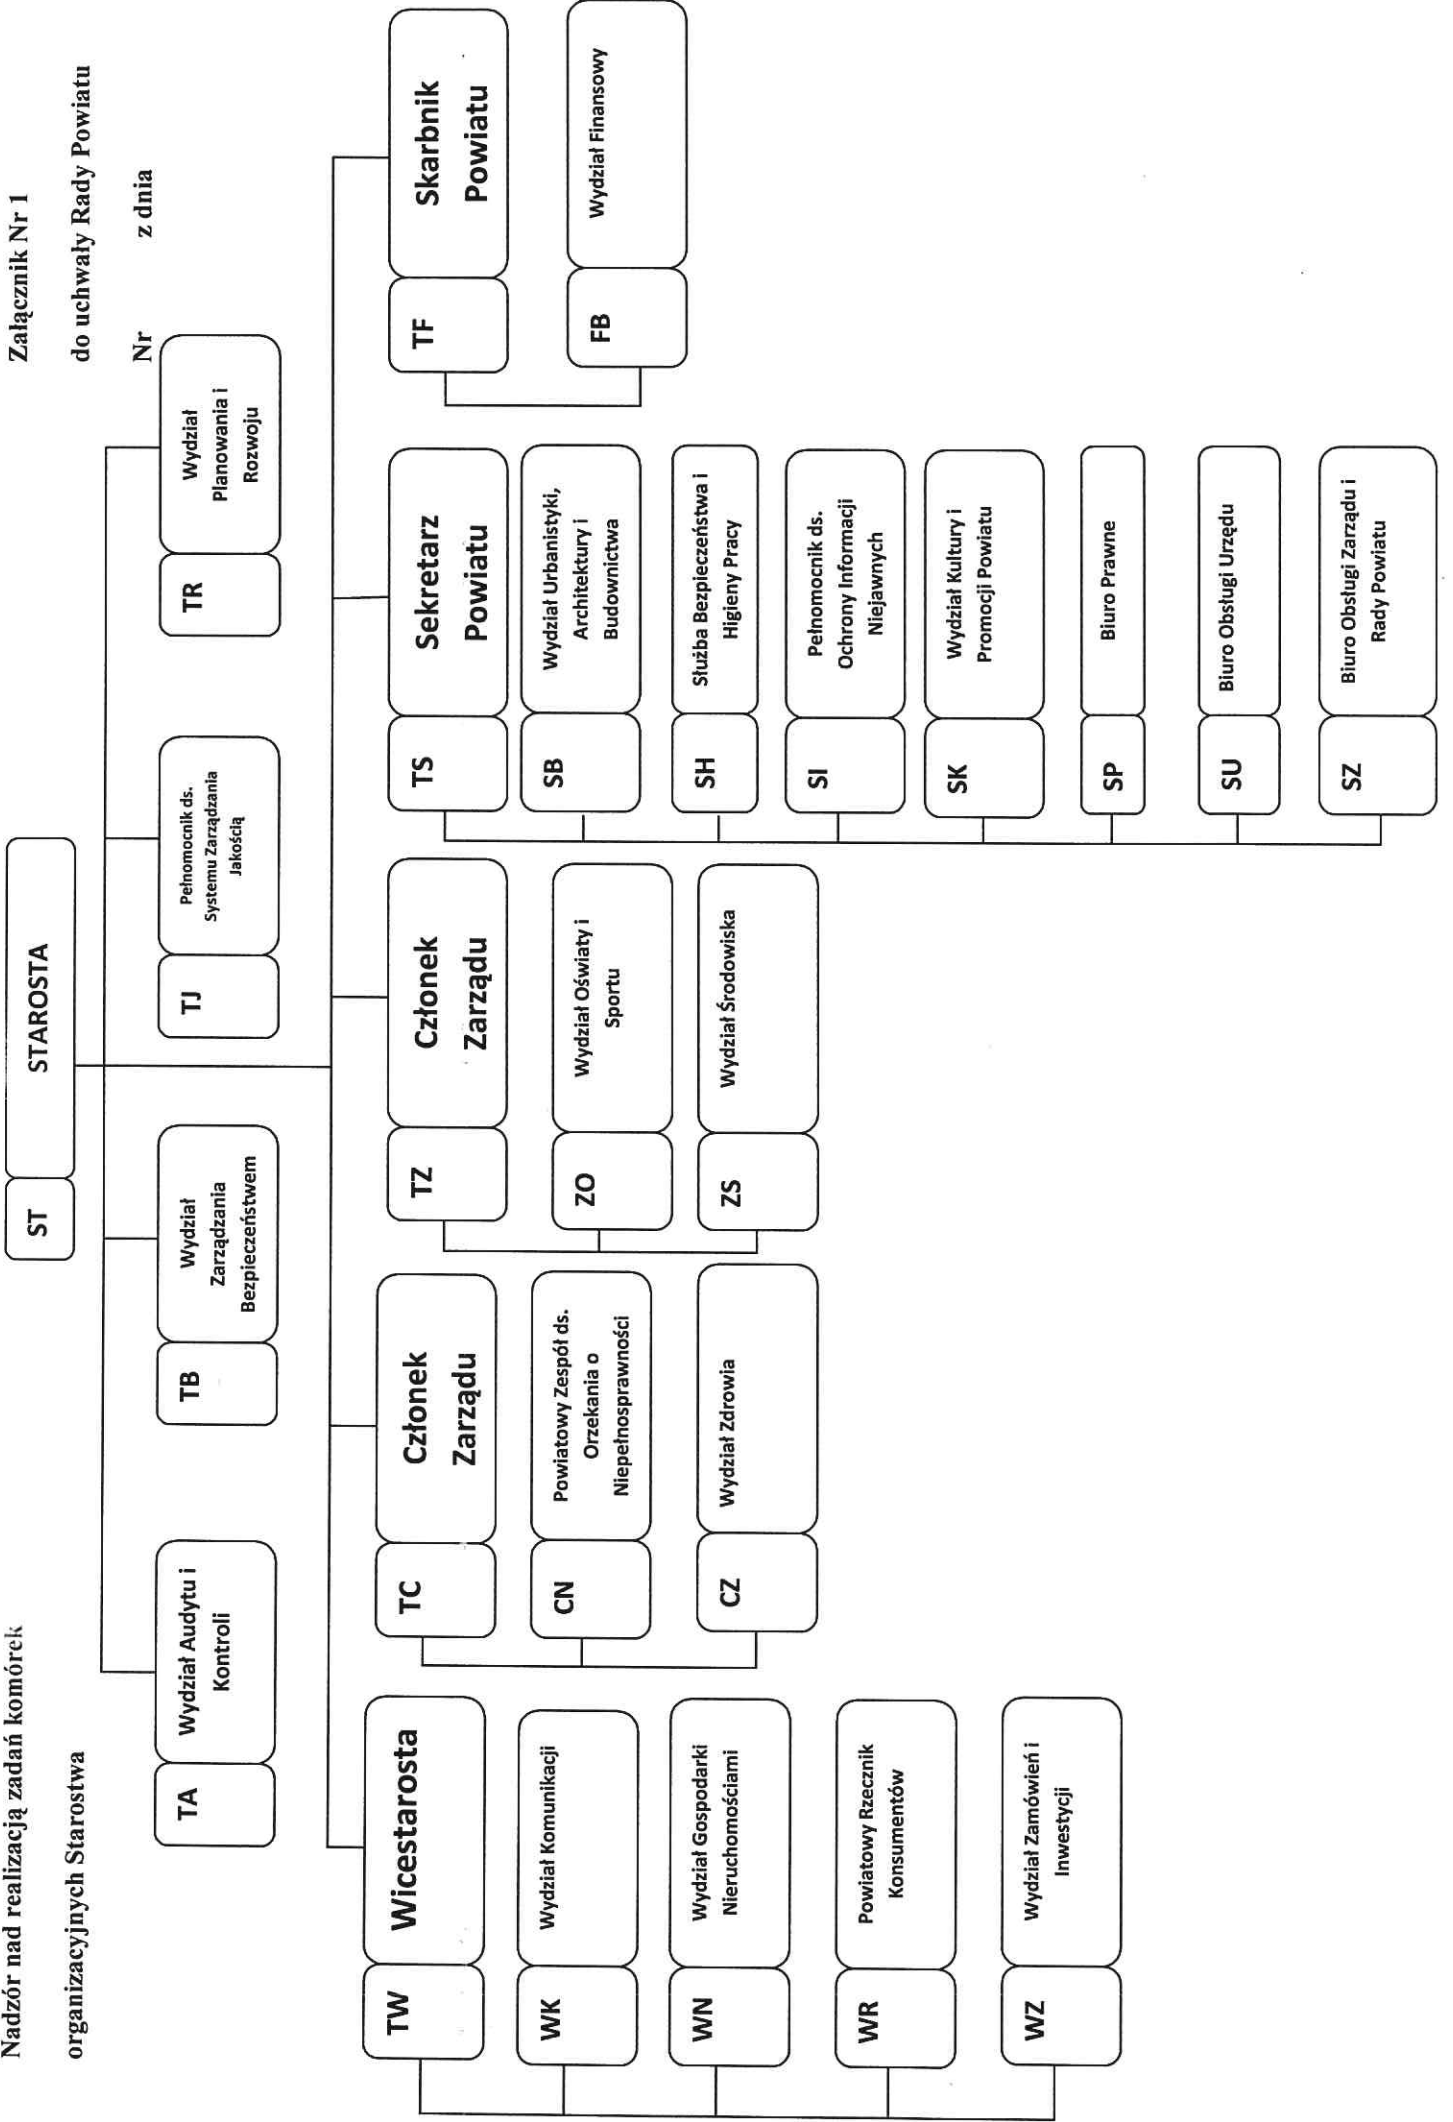 Nadzór nad realizacją zadań komórek
organizacyjnych Starostwa
Załącznik Nr 1
do uchwały Rady Powiatu
Nr z dnia
ST
STAROSTA
TA
Wydział Audytu i
Kontroli
TB
Wydział
Zarządzania
Bezpieczeństwem
TJ
Pełnomocnik ds.
Systemu Zarządzania
Jakością
TR
Wydział
Planowania i
Rozwoju
TW
Wicestarosta
WK
Wydział Komunikacji
WN
Wydział Gospodarki
Nieruchomościami
WR
Powiatowy Rzecznik
Konsumentów
WZ
Wydział Zamówień i
Inwestycji
TC
Członek
Zarządu
CN
Powiatowy Zespół ds.
Orzekania o
Niepełnosprawności
CZ
Wydział Zdrowia
TZ
Członek
Zarządu
ZO
Wydział Oświaty i
Sportu
ZS
Wydział Środowiska
TS
Sekretarz
Powiatu
SB
Wydział Urbanistyki,
Architektury i
Budownictwa
SH
Służba Bezpieczeństwa i
Higieny Pracy
SI
Pełnomocnik ds.
Ochrony Informacji
Niejawnych
SK
Wydział Kultury i
Promocji Powiatu
SP
Biuro Prawne
SU
Biuro Obsługi Urzędu
SZ
Biuro Obsługi Zarządu i
Rady Powiatu
TF
Skarbnik
Powiatu
FB
Wydział Finansowy